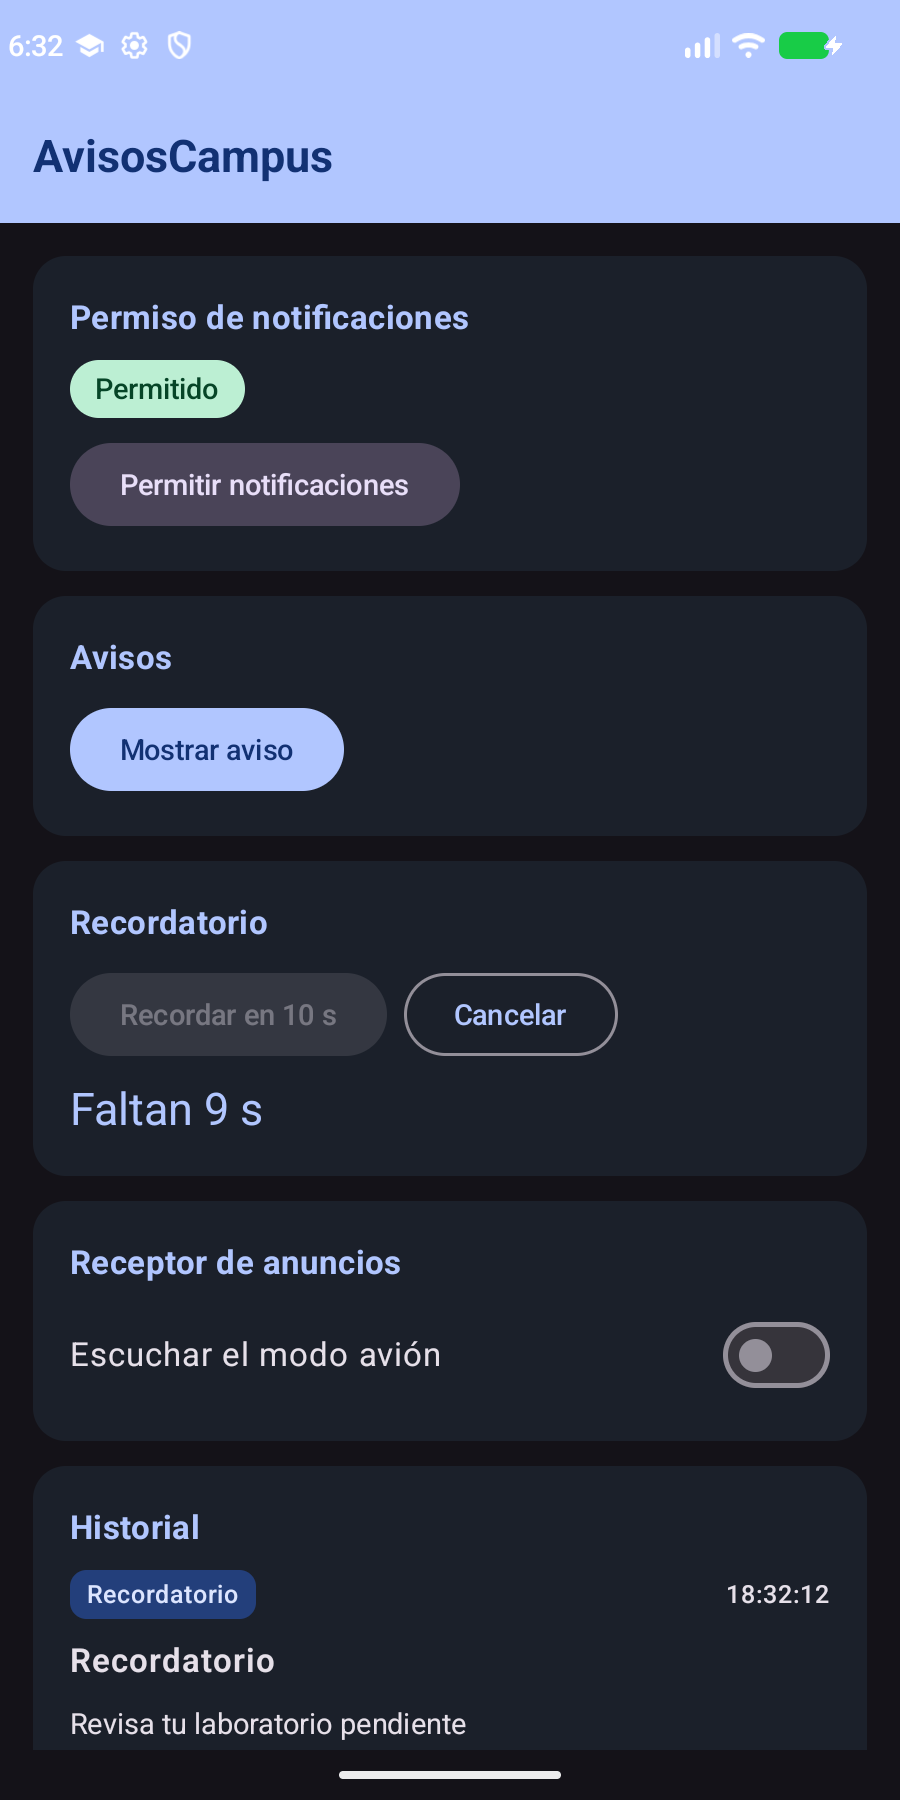 6:32
AvisosCampus
Permiso de notificaciones
Permitido
Permitir notificaciones
Avisos
Mostrar aviso
Recordatorio
Recordar en 10 s
Cancelar
Faltan 9 s
Receptor de anuncios
Escuchar el modo avión
Historial
Recordatorio 18:32:12
Recordatorio
Revisa tu laboratorio pendiente